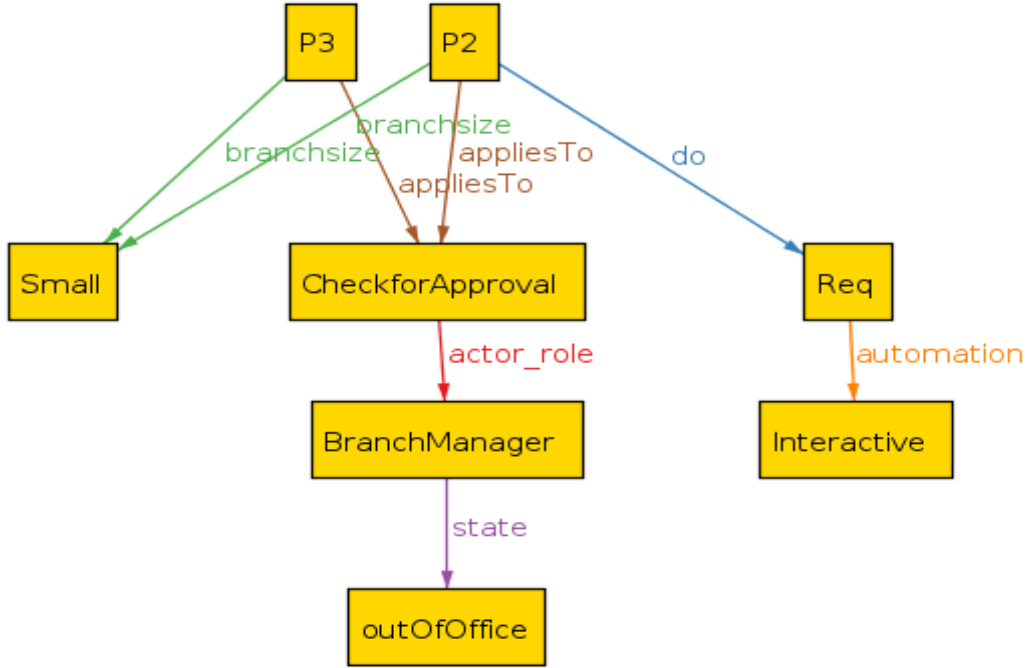 P3
P2
branchsize
branchsize
appliesTo
do
appliesTo
Small
CheckforApproval
Req
actor_role
automation
BranchManager
Interactive
state
outOfOffice